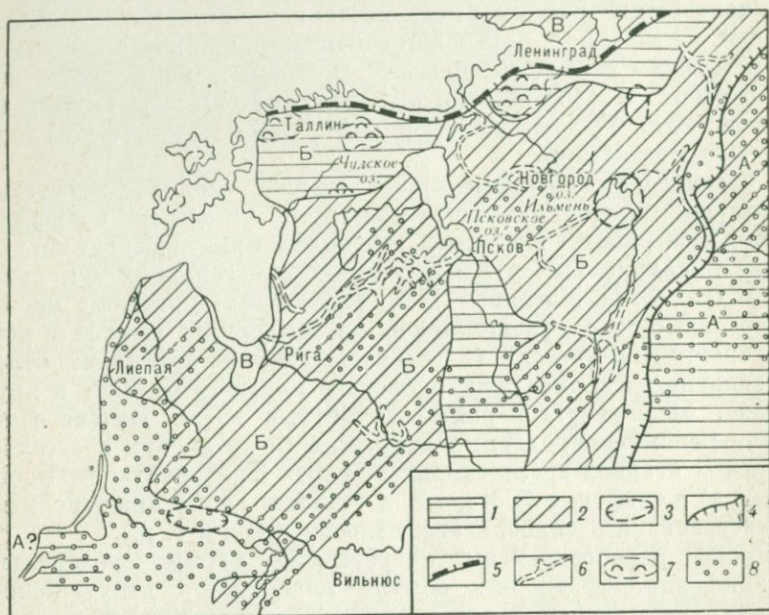 В
Ленинград
Таллин
Б
Чудское
оз.
А
Новгород
оз.
Ильмень
Псковское
оз.
Псков
Б
А
В
Рига
Лиепая
Б
Б
А?
Вильнюс
1 2 3 4
5 6 7 8